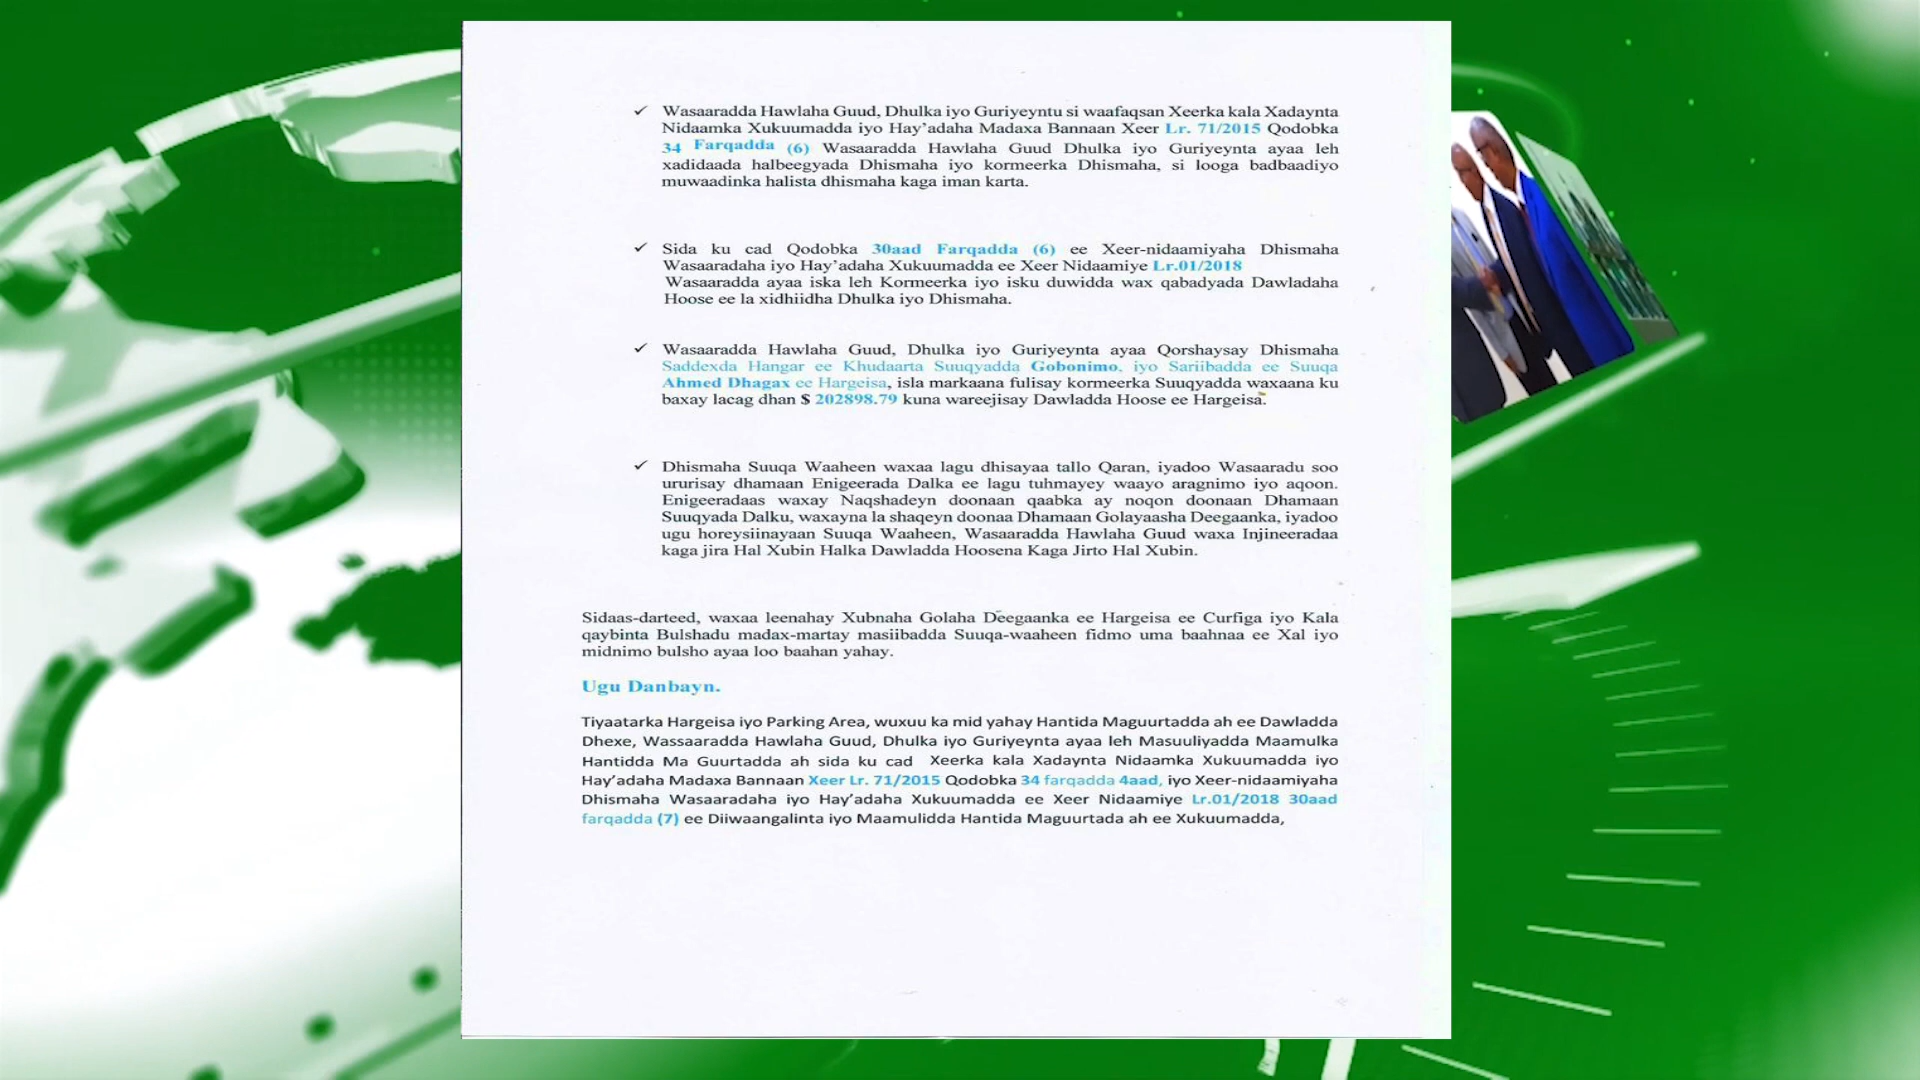 ✓ Wasaaradda Hawlaha Guud, Dhulka iyo Guriyeyntu si waafaqsan Xeerka kala Xadaynta
Nidaamka Xukuumadda iyo Hay'adaha Madaxa Bannaan Xeer Lr. 71/2015 Qodobka
34 Farqadda (6) Wasaaradda Hawlaha Guud Dhulka iyo Guriyeynta ayaa leh
xadidaada halbeegyada Dhismaha iyo kormeerka Dhismaha, si looga badbaadiyo
muwaadinka halista dhismaha kaga iman karta.
✓ Sida ku cad Qodobka 30aad Farqadda (6) ee Xeer-nidaamiyaha Dhismaha
Wasaaradaha iyo Hay'adaha Xukuumadda ee Xeer Nidaamiye Lr.01/2018
Wasaaradda ayaa iska leh Kormeerka iyo isku duwidda wax qabadyada Dawladaha
Hoose ee la xidhiidha Dhulka iyo Dhismaha.
✓ Wasaaradda Hawlaha Guud, Dhulka iyo Guriyeynta ayaa Qorshaysay Dhismaha
Saddexda Hangar ee Khudaarta Suuqyadda Gobonimo. iyo Sariibadda ee Suuqa
Ahmed Dhagax ee Hargeisa, isla markaana fulisay kormeerka Suuqyadda waxaana ku
baxay lacag dhan $ 202898.79 kuna wareejisay Dawladda Hoose ee Hargeisa.
✓ Dhismaha Suuqa Waaheen waxaa lagu dhisayaa tallo Qaran, iyadoo Wasaaradu soo
ururisay dhamaan Enigeerada Dalka ee lagu tuhmayey waayo aragnimo iyo aqoon.
Enigeeradaas waxay Naqshadeyn doonaan qaabka ay noqon doonaan Dhamaan
Suuqyada Dalku, waxayna la shaqeyn doonaa Dhamaan Golayaasha Deegaanka, iyadoo
ugu horeysiinayaan Suuqa Waaheen, Wasaaradda Hawlaha Guud waxa Injineeradaa
kaga jira Hal Xubin Halka Dawladda Hoosena Kaga Jirto Hal Xubin.
Sidaas-darteed, waxaa leenahay Xubnaha Golaha Deegaanka ee Hargeisa ee Curfiga iyo Kala
qaybinta Bulshadu madax-martay masiibadda Suuqa-waaheen fidmo uma baahnaa ee Xal iyo
midnimo bulsho ayaa loo baahan yahay.
Ugu Danbayn.
Tiyaatarka Hargeisa iyo Parking Area, wuxuu ka mid yahay Hantida Maguurtadda ah ee Dawladda
Dhexe, Wassaaradda Hawlaha Guud, Dhulka iyo Guriyeynta ayaa leh Masuuliyadda Maamulka
Hantidda Ma Guurtadda ah sida ku cad Xeerka kala Xadaynta Nidaamka Xukuumadda iyo
Hay'adaha Madaxa Bannaan Xeer Lr. 71/2015 Qodobka 34 farqadda 4aad, iyo Xeer-nidaamiyaha
Dhismaha Wasaaradaha iyo Hay'adaha Xukuumadda ee Xeer Nidaamiye Lr.01/2018 30aad
farqadda (7) ee Diiwaangalinta iyo Maamulidda Hantida Maguurtada ah ee Xukuumadda,